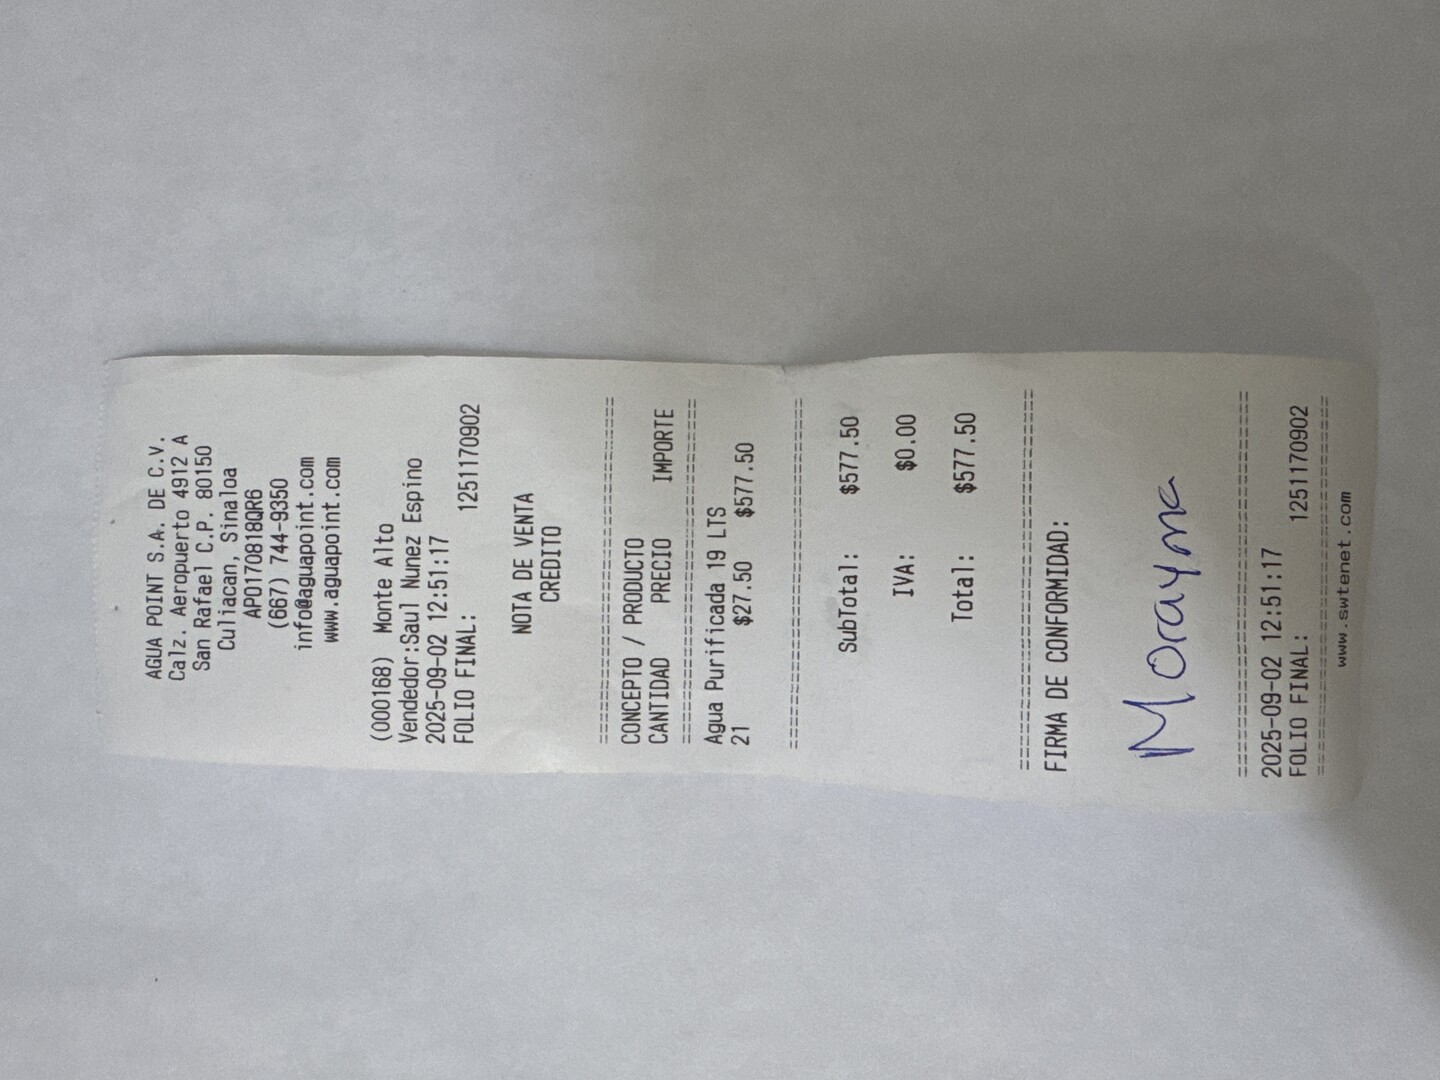 AGUA POINT S.A. DE C.V.
Calz. Aeropuerto 4912 A
San Rafael C.P. 80150
Culiacan, Sinaloa
APO170818QR6
(667) 744-9350
info@aguapoint.com
www.aguapoint.com
(000168) Monte Alto
Vendedor:Saul Nunez Espino
2025-09-02 12:51:17
FOLIO FINAL: 1251170902
NOTA DE VENTA
CREDITO
================================
CONCEPTO / PRODUCTO
CANTIDAD PRECIO IMPORTE
================================
Agua Purificada 19 LTS
21 $27.50 $577.50
================================
SubTotal: $577.50
IVA: $0.00
Total: $577.50
================================
FIRMA DE CONFORMIDAD:
Morayma
================================
2025-09-02 12:51:17
FOLIO FINAL: 1251170902
================================
www.swtenet.com